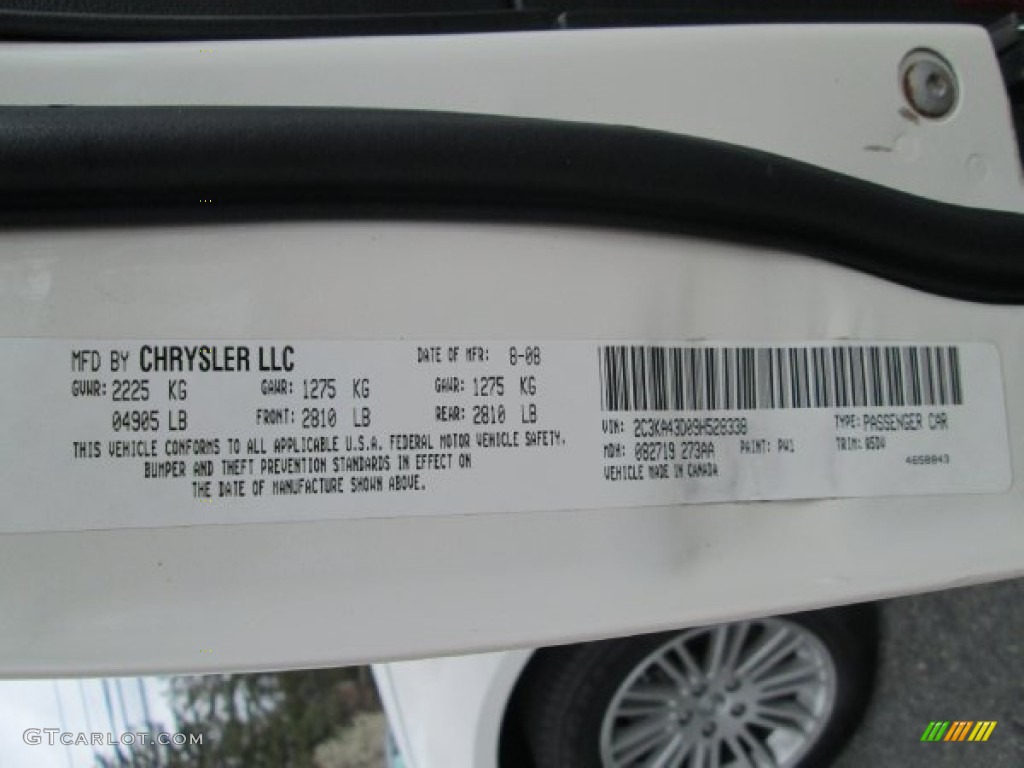 MFD BY CHRYSLER LLC DATE OF MFR: 8-08
GVWR: 2225 KG GAWR: 1275 KG GAWR: 1275 KG
04905 LB FRONT: 2810 LB REAR: 2810 LB
THIS VEHICLE CONFORMS TO ALL APPLICABLE U.S.A. FEDERAL MOTOR VEHICLE SAFETY,
BUMPER AND THEFT PREVENTION STANDARDS IN EFFECT ON
THE DATE OF MANUFACTURE SHOWN ABOVE.
VIN: 2C3KA43D09H528338 TYPE: PASSENGER CAR
MDH: 082719 273AA PAINT: PW1 TRIM: A5DV
VEHICLE MADE IN CANADA 4658843
GTCARLOT.COM